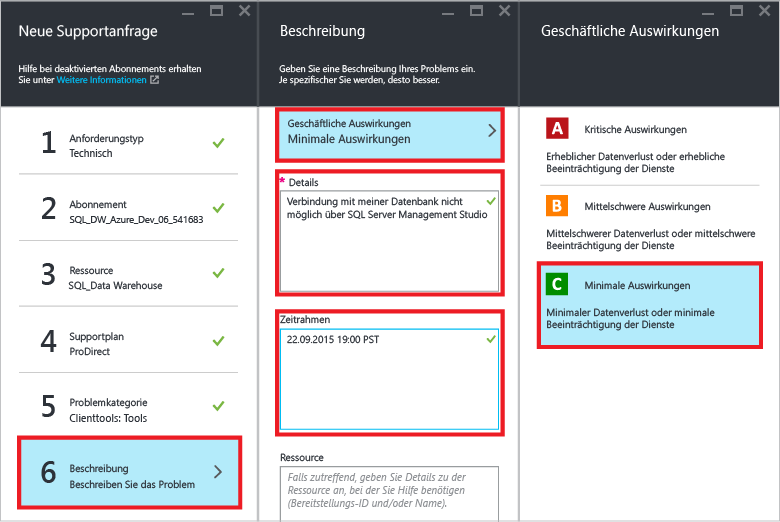 Neue Supportanfrage
Hilfe bei deaktivierten Abonnements erhalten
Sie unter Weitere Informationen
1
Anforderungstyp
Technisch
2
Abonnement
SQL_DW_Azure_Dev_06_541683
3
Ressource
SQL_Data Warehouse
4
Supportplan
ProDirect
5
Problemkategorie
Clienttools: Tools
6
Beschreibung
Beschreiben Sie das Problem
Beschreibung
Geben Sie eine Beschreibung Ihres Problems ein.
Je spezifischer Sie werden, desto besser.
Geschäftliche Auswirkungen
Minimale Auswirkungen
* Details
Verbindung mit meiner Datenbank nicht
möglich über SQL Server Management Studio
Zeitrahmen
22.09.2015 19:00 PST
Ressource
Falls zutreffend, geben Sie Details zu der
Ressource an, bei der Sie Hilfe benötigen
(Bereitstellungs-ID und/oder Name).
Geschäftliche Auswirkungen
A
Kritische Auswirkungen
Erheblicher Datenverlust oder erhebliche
Beeinträchtigung der Dienste
B
Mittelschwere Auswirkungen
Mittelschwerer Datenverlust oder mittelschwere
Beeinträchtigung der Dienste
C
Minimale Auswirkungen
Minimaler Datenverlust oder minimale
Beeinträchtigung der Dienste